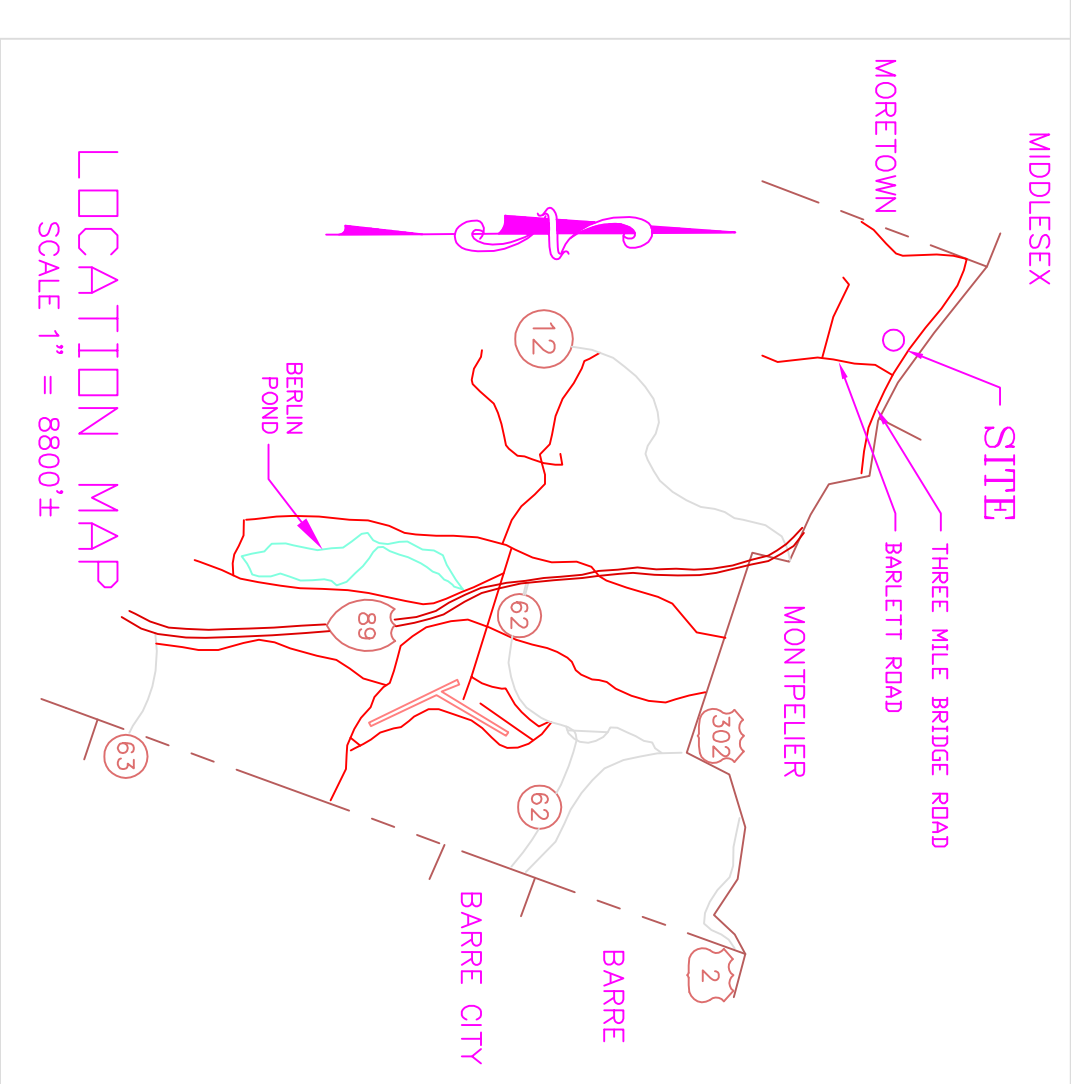 MIDDLESEX
MORETOWN
SITE
THREE MILE BRIDGE ROAD
BARLETT ROAD
MONTPELIER
302
12
BERLIN
POND
62
89
62
2
BARRE
BARRE CITY
63
LOCATION MAP
SCALE 1" = 8800'±